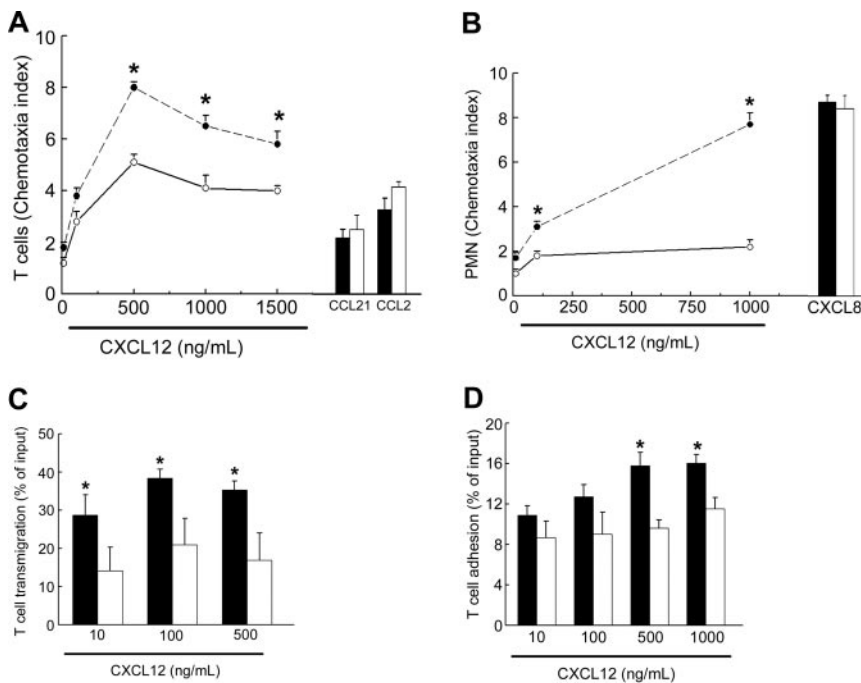 A
T cells (Chemotaxia index)
10
8
6
4
2
0
*
*
*
0 500 1000 1500
CCL21 CCL2
CXCL12 (ng/mL)
B
PMN (Chemotaxia index)
10
8
6
4
2
0
*
*
0 250 500 750 1000
CXCL8
CXCL12 (ng/mL)
C
T cell transmigration (% of input)
50
40
30
20
10
0
*
*
*
10 100 500
CXCL12 (ng/mL)
D
T cell adhesion (% of input)
20
16
12
8
4
0
*
*
10 100 500 1000
CXCL12 (ng/mL)